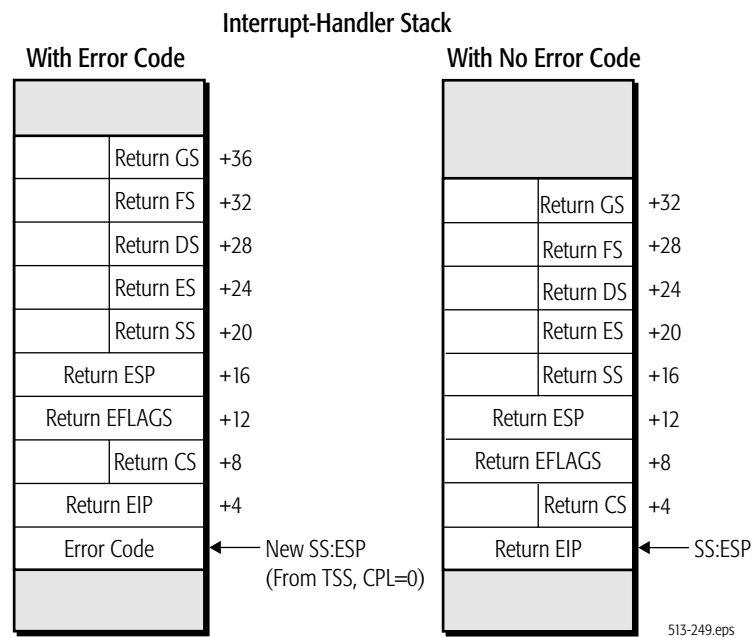 Interrupt-Handler Stack
With Error Code
With No Error Code
Return GS +36
Return FS +32
Return DS +28
Return ES +24
Return SS +20
Return ESP +16
Return EFLAGS +12
Return CS +8
Return EIP +4
Error Code
New SS:ESP
(From TSS, CPL=0)
Return GS +32
Return FS +28
Return DS +24
Return ES +20
Return SS +16
Return ESP +12
Return EFLAGS +8
Return CS +4
Return EIP
SS:ESP
513-249.eps